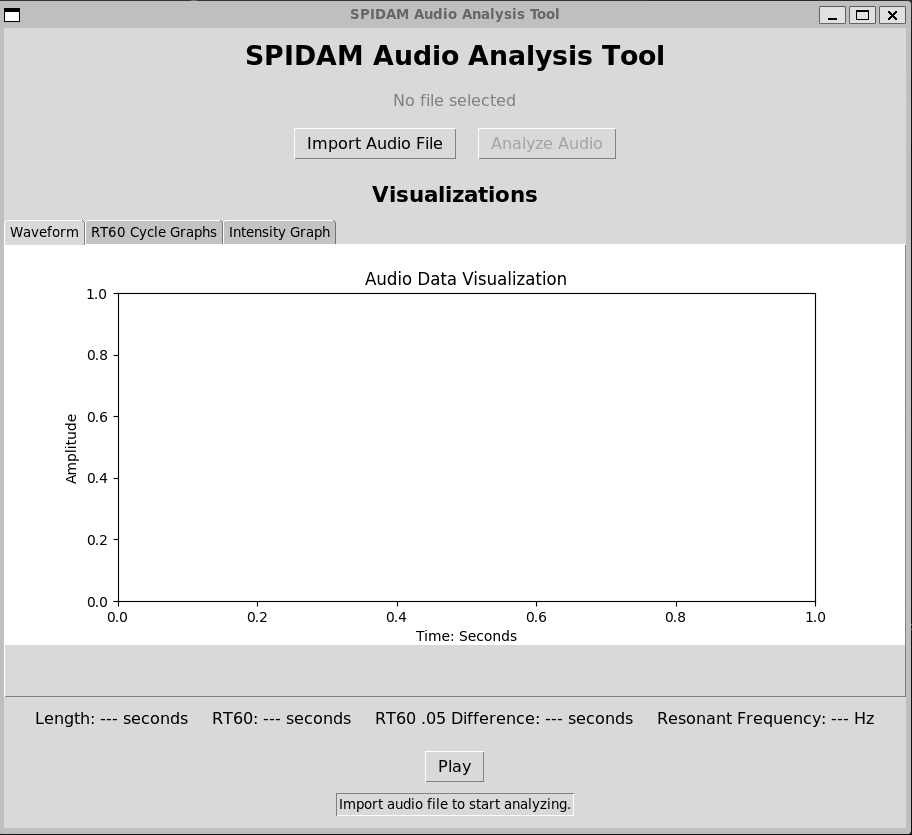 SPIDAM Audio Analysis Tool
SPIDAM Audio Analysis Tool
No file selected
Import Audio File Analyze Audio
Visualizations
Waveform RT60 Cycle Graphs Intensity Graph
Audio Data Visualization
1.0
0.8
0.6
0.4
0.2
0.0
Amplitude
0.0 0.2 0.4 0.6 0.8 1.0
Time: Seconds
Length: --- seconds RT60: --- seconds RT60 .05 Difference: --- seconds Resonant Frequency: --- Hz
Play
Import audio file to start analyzing.